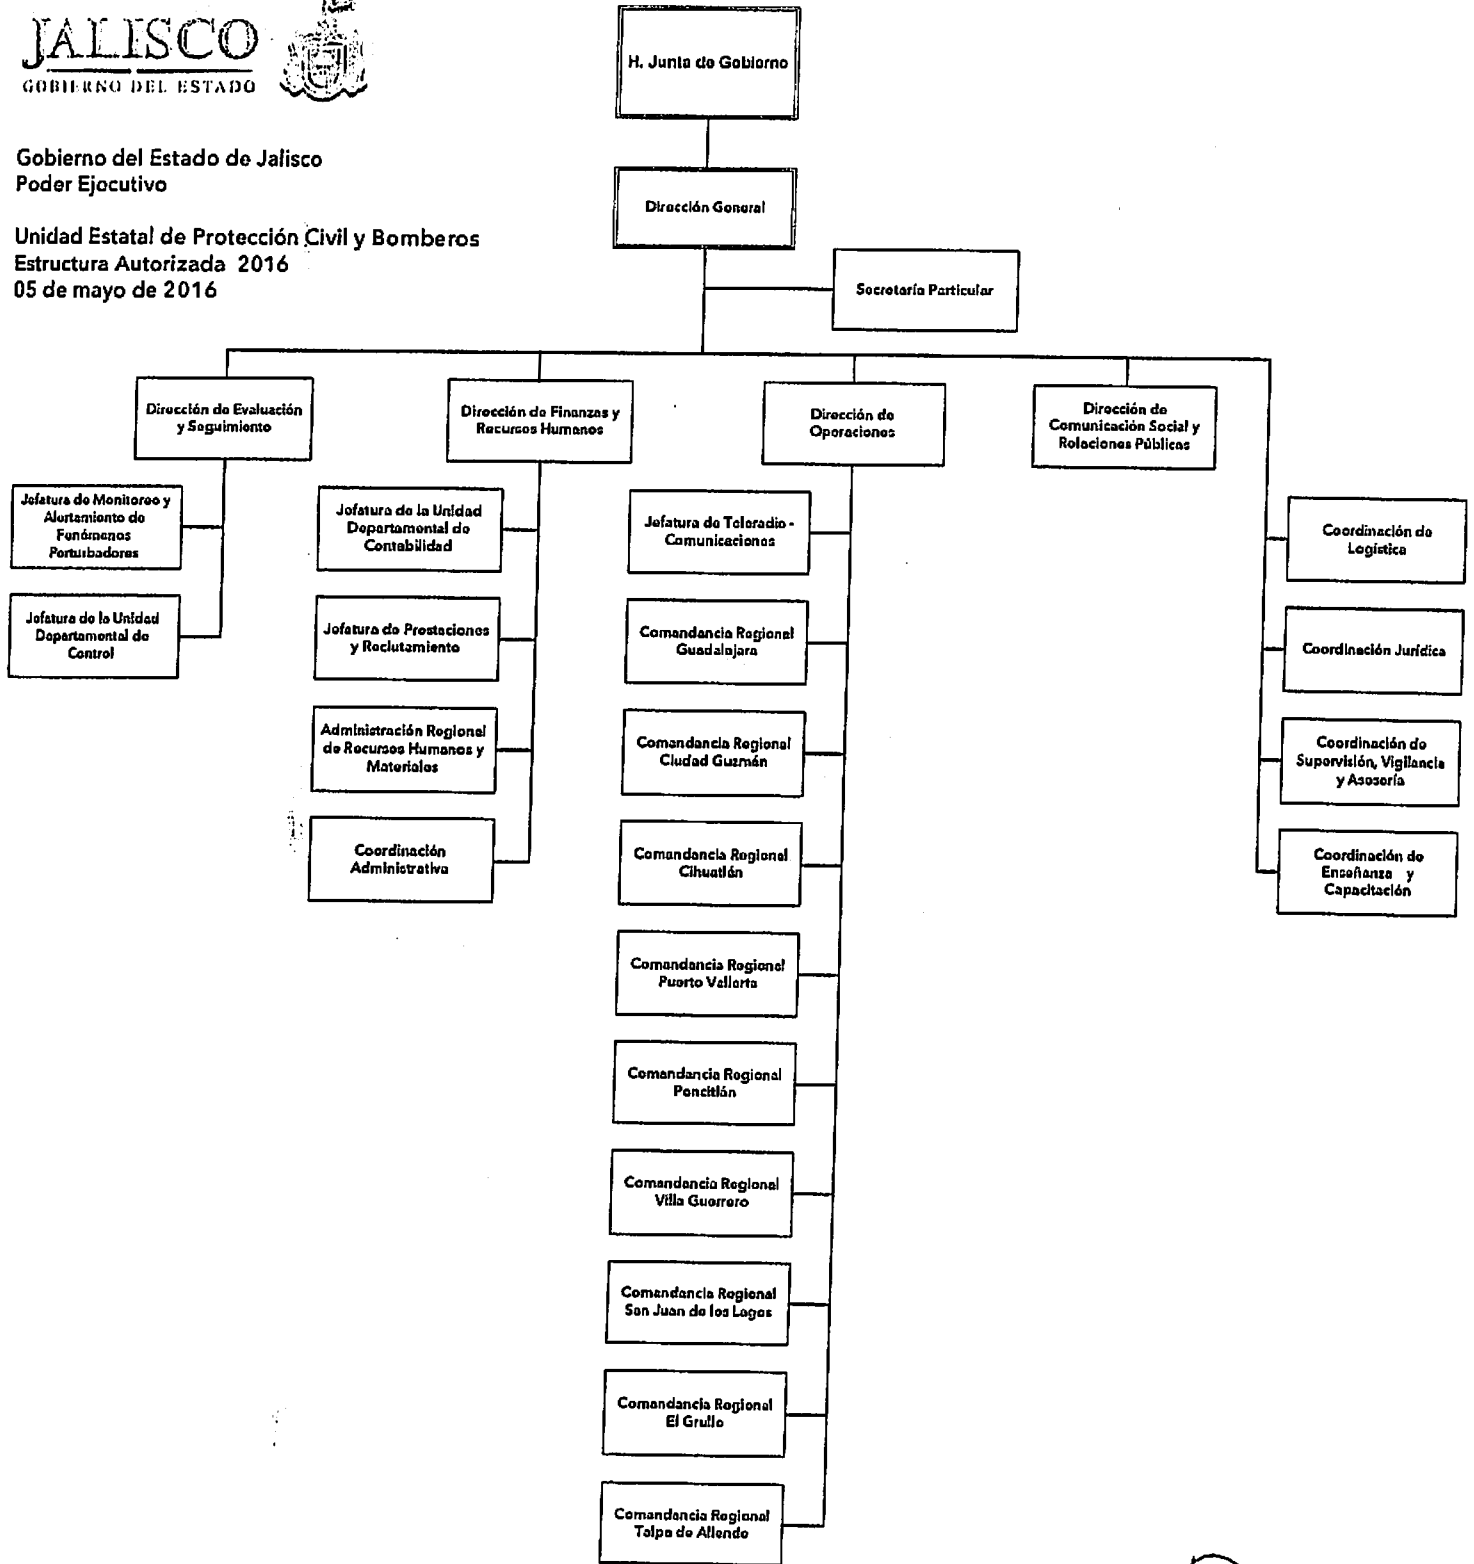 JALISCO
GOBIERNO DEL ESTADO
Gobierno del Estado de Jalisco
Poder Ejecutivo
Unidad Estatal de Protección Civil y Bomberos
Estructura Autorizada 2016
05 de mayo de 2016
H. Junta de Gobierno
Dirección General
Secretaría Particular
Dirección de Evaluación
y Seguimiento
Dirección de Finanzas y
Recursos Humanos
Dirección de
Operaciones
Dirección de
Comunicación Social y
Relaciones Públicas
Jefatura de Monitoreo y
Alertamiento de
Fenómenos
Perturbadores
Jefatura de la Unidad
Departamental de
Control
Jefatura de la Unidad
Departamental de
Contabilidad
Jefatura de Prestaciones
y Reclutamiento
Administración Regional
de Recursos Humanos y
Materiales
Coordinación
Administrativa
Jefatura de Teleradio -
Comunicaciones
Comandancia Regional
Guadalajara
Comandancia Regional
Ciudad Guzmán
Comandancia Regional
Cihuatlán
Comandancia Regional
Puerto Vallarta
Comandancia Regional
Poncitlán
Comandancia Regional
Villa Guerrero
Comandancia Regional
San Juan de los Lagos
Comandancia Regional
El Grullo
Comandancia Regional
Talpa de Allende
Coordinación de
Logística
Coordinación Jurídica
Coordinación de
Supervisión, Vigilancia
y Asesoría
Coordinación de
Enseñanza y
Capacitación